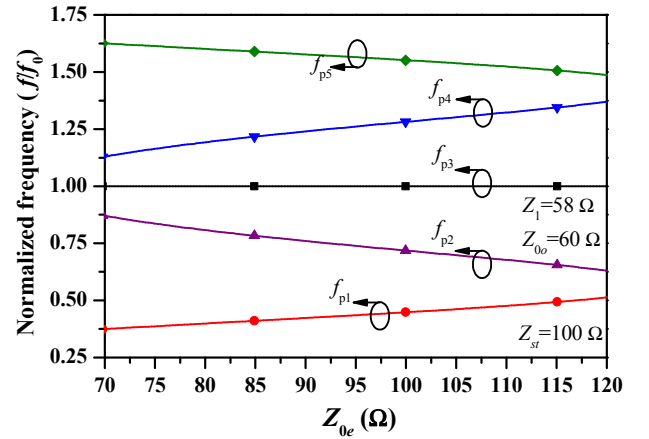 Normalized frequency (f/f0)
1.75
1.50
1.25
1.00
0.75
0.50
0.25
fp5
fp4
fp3
Z1=58 Ω
fp2
Z0o=60 Ω
fp1
Zst=100 Ω
70 75 80 85 90 95 100 105 110 115 120
Z0e (Ω)